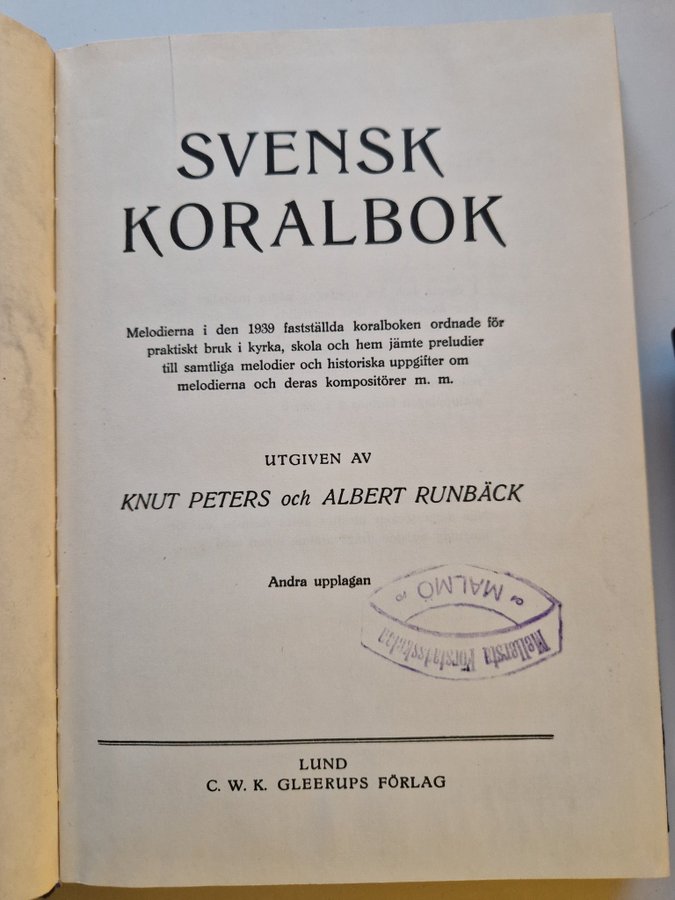 SVENSK
KORALBOK
Melodierna i den 1939 fastställda koralboken ordnade för
praktiskt bruk i kyrka, skola och hem jämte preludier
till samtliga melodier och historiska uppgifter om
melodierna och deras kompositörer m. m.
UTGIVEN AV
KNUT PETERS och ALBERT RUNBÄCK
Andra upplagan
Mellersta Förstadsskolan
MALMÖ
LUND
C. W. K. GLEERUPS FÖRLAG